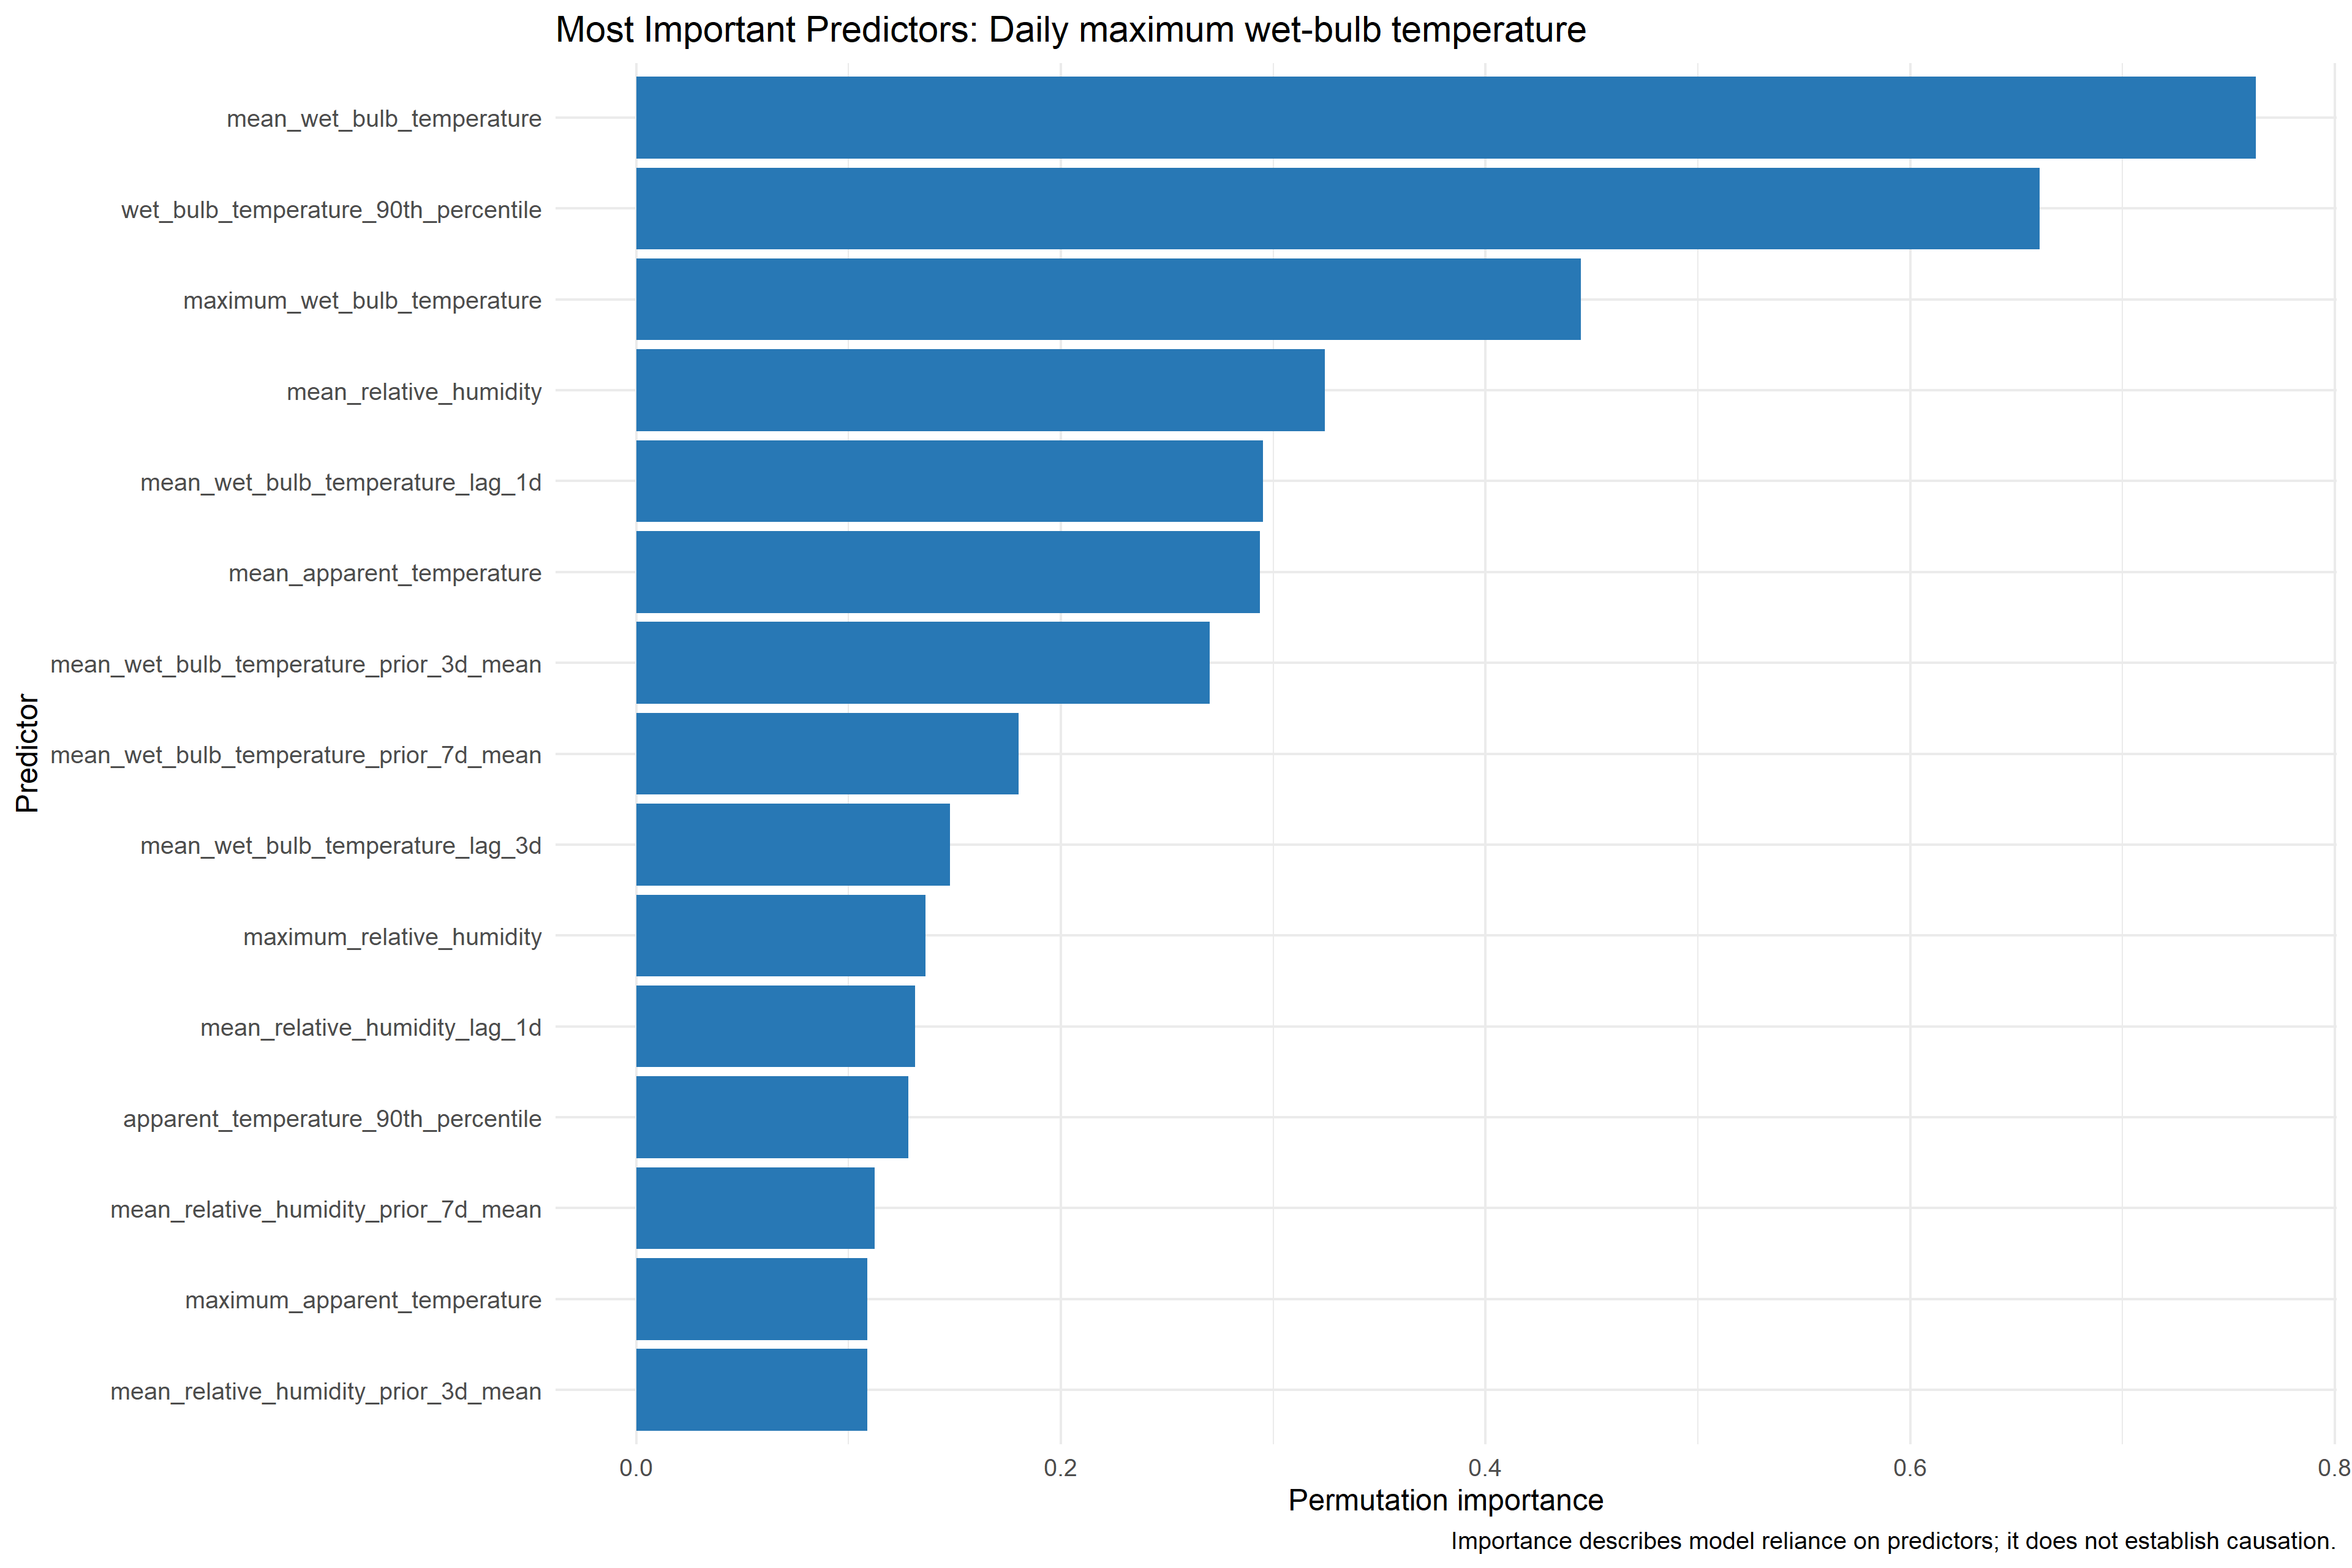 Most Important Predictors: Daily maximum wet-bulb temperature
Predictor
mean_wet_bulb_temperature
wet_bulb_temperature_90th_percentile
maximum_wet_bulb_temperature
mean_relative_humidity
mean_wet_bulb_temperature_lag_1d
mean_apparent_temperature
mean_wet_bulb_temperature_prior_3d_mean
mean_wet_bulb_temperature_prior_7d_mean
mean_wet_bulb_temperature_lag_3d
maximum_relative_humidity
mean_relative_humidity_lag_1d
apparent_temperature_90th_percentile
mean_relative_humidity_prior_7d_mean
maximum_apparent_temperature
mean_relative_humidity_prior_3d_mean
0.0 0.2 0.4 0.6 0.8
Permutation importance
Importance describes model reliance on predictors; it does not establish causation.